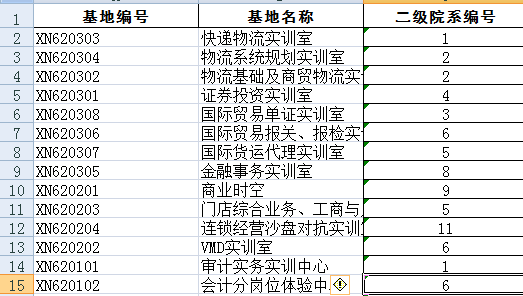 1 基地编号 基地名称 二级院系编号
2 XN620303 快递物流实训室 1
3 XN620304 物流系统规划实训室 2
4 XN620302 物流基础及商贸物流实 2
5 XN620301 证券投资实训室 4
6 XN620308 国际贸易单证实训室 3
7 XN620306 国际贸易报关、报检实 6
8 XN620307 国际货运代理实训室 5
9 XN620305 金融事务实训室 8
10 XN620201 商业时空 9
11 XN620203 门店综合业务、工商与 5
12 XN620204 连锁经营沙盘对抗实训 11
13 XN620202 VMD实训室 6
14 XN620101 审计实务实训中心 1
15 XN620102 会计分岗位体验中 6